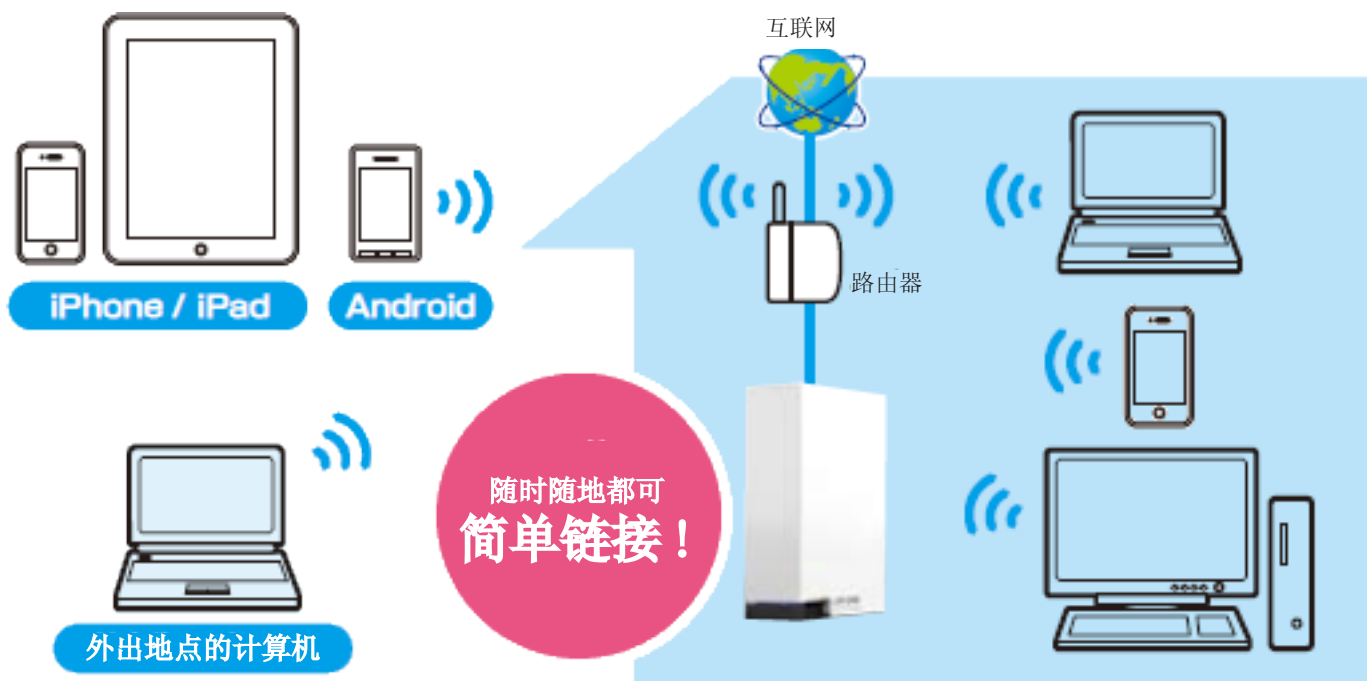 互联网
路由器
iPhone / iPad
Android
随时随地都可
简单链接！
外出地点的计算机